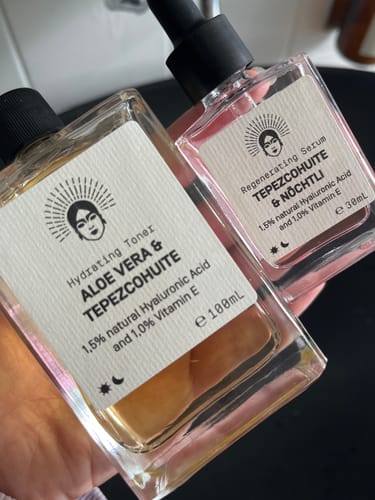 Hydrating Toner
ALOE VERA &
TEPEZCOHUITE
1,5% natural Hyaluronic Acid
and 1,0% Vitamin E
℮ 100mL
Regenerating Serum
TEPEZCOHUITE
& NŌCHTLI
1,5% natural Hyaluronic Acid
and 1,0% Vitamin E
℮ 30mL